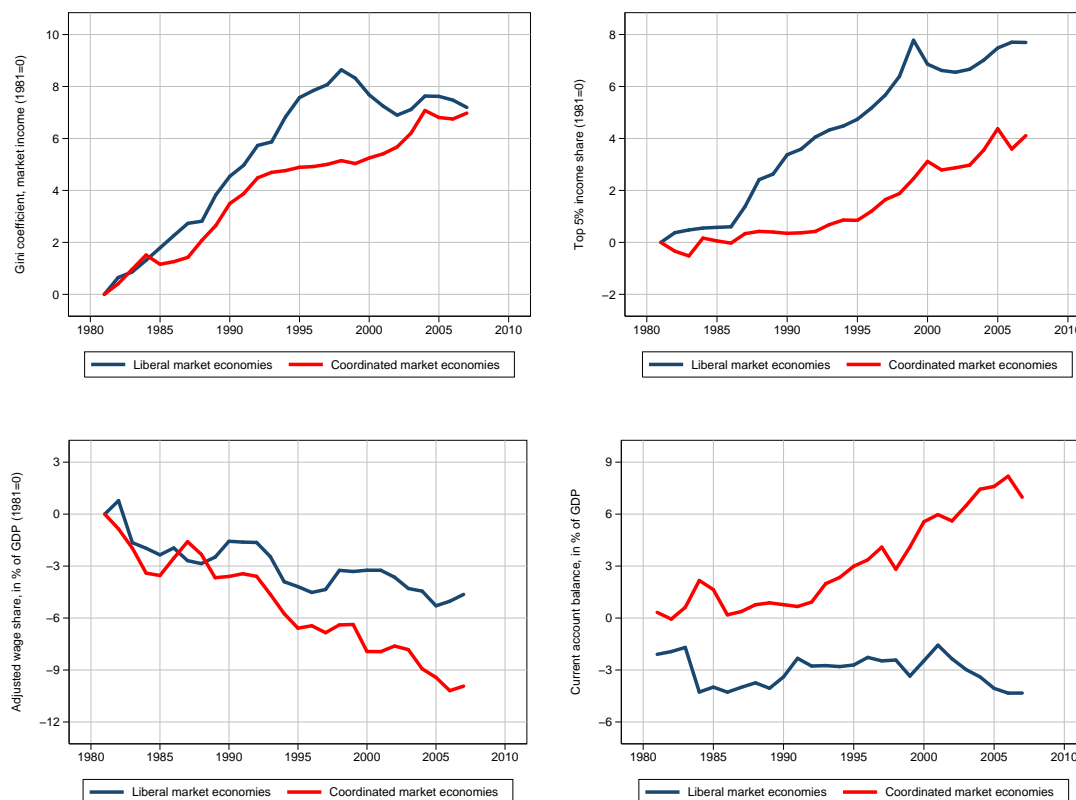 Gini coefficient, market income (1981=0)
10
8
6
4
2
0
1980 1985 1990 1995 2000 2005 2010
Liberal market economies Coordinated market economies
Top 5% income share (1981=0)
8
6
4
2
0
−2
1980 1985 1990 1995 2000 2005 2010
Liberal market economies Coordinated market economies
Adjusted wage share, in % of GDP (1981=0)
3
0
−3
−6
−9
−12
1980 1985 1990 1995 2000 2005 2010
Liberal market economies Coordinated market economies
Current account balance, in % of GDP
9
6
3
0
−3
−6
1980 1985 1990 1995 2000 2005 2010
Liberal market economies Coordinated market economies